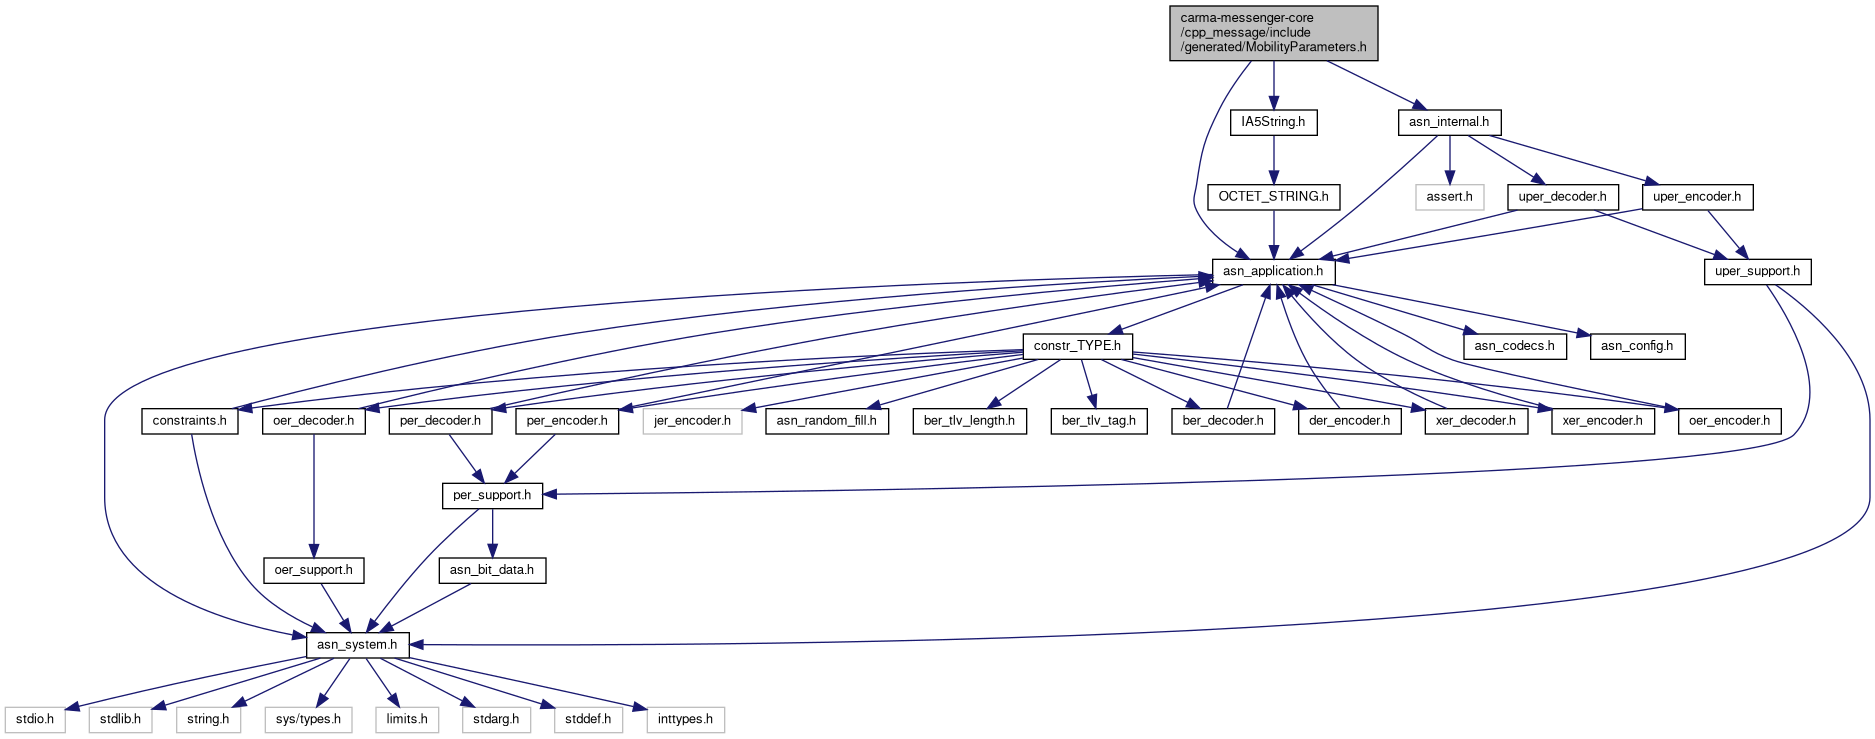 carma-messenger-core
/cpp_message/include
/generated/MobilityParameters.h
IA5String.h
asn_internal.h
OCTET_STRING.h
assert.h
uper_decoder.h
uper_encoder.h
asn_application.h
uper_support.h
constr_TYPE.h
asn_codecs.h
asn_config.h
constraints.h
oer_decoder.h
per_decoder.h
per_encoder.h
jer_encoder.h
asn_random_fill.h
ber_tlv_length.h
ber_tlv_tag.h
ber_decoder.h
der_encoder.h
xer_decoder.h
xer_encoder.h
oer_encoder.h
per_support.h
oer_support.h
asn_bit_data.h
asn_system.h
stdio.h
stdlib.h
string.h
sys/types.h
limits.h
stdarg.h
stddef.h
inttypes.h